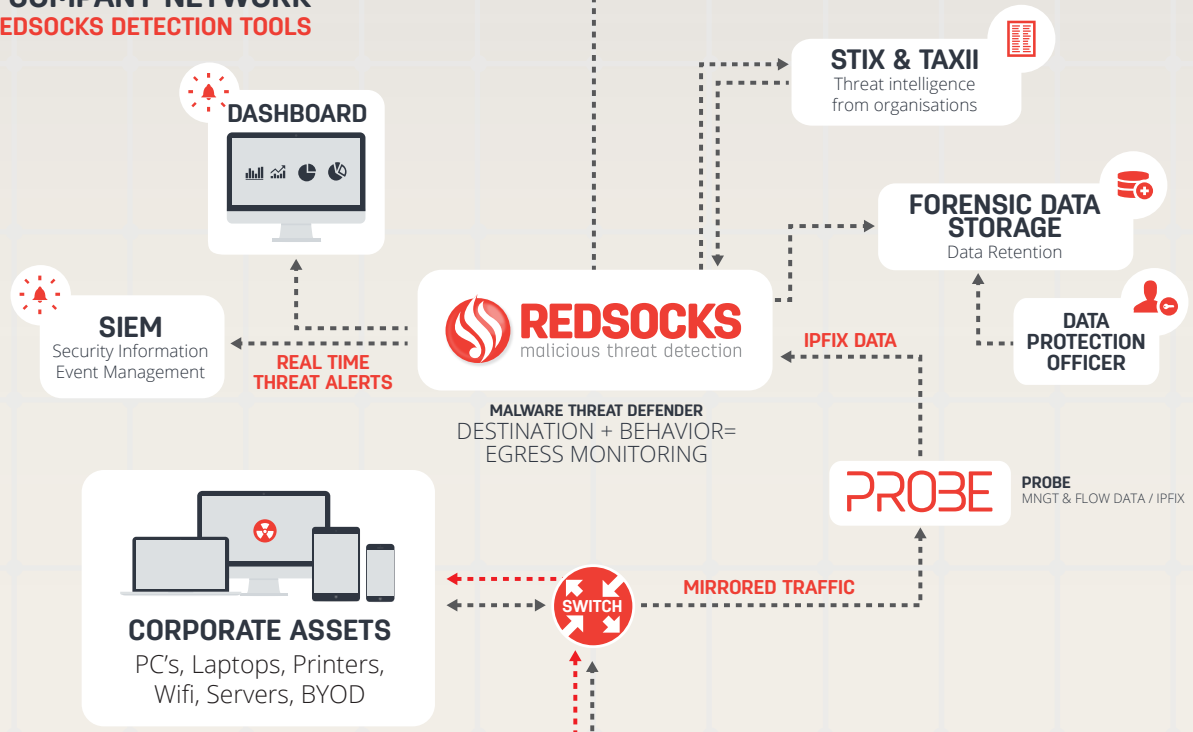 COMPANY NETWORK
REDSOCKS DETECTION TOOLS
STIX & TAXII
Threat intelligence
from organisations
DASHBOARD
FORENSIC DATA
STORAGE
Data Retention
SIEM
Security Information
Event Management
REAL TIME
THREAT ALERTS
REDSOCKS
malicious threat detection
IPFIX DATA
DATA
PROTECTION
OFFICER
MALWARE THREAT DEFENDER
DESTINATION + BEHAVIOR=
EGRESS MONITORING
PROBE
PROBE
MNGT & FLOW DATA / IPFIX
SWITCH
MIRRORED TRAFFIC
CORPORATE ASSETS
PC's, Laptops, Printers,
Wifi, Servers, BYOD